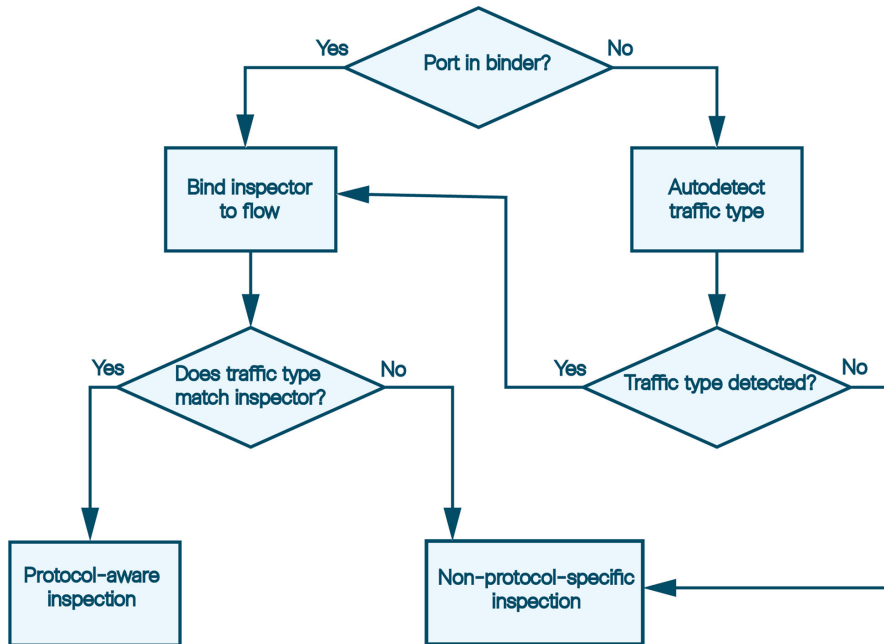 Yes
Port in binder?
No
Bind inspector
to flow
Autodetect
traffic type
Yes
Does traffic type
match inspector?
No
Yes
Traffic type detected?
No
Protocol-aware
inspection
Non-protocol-specific
inspection